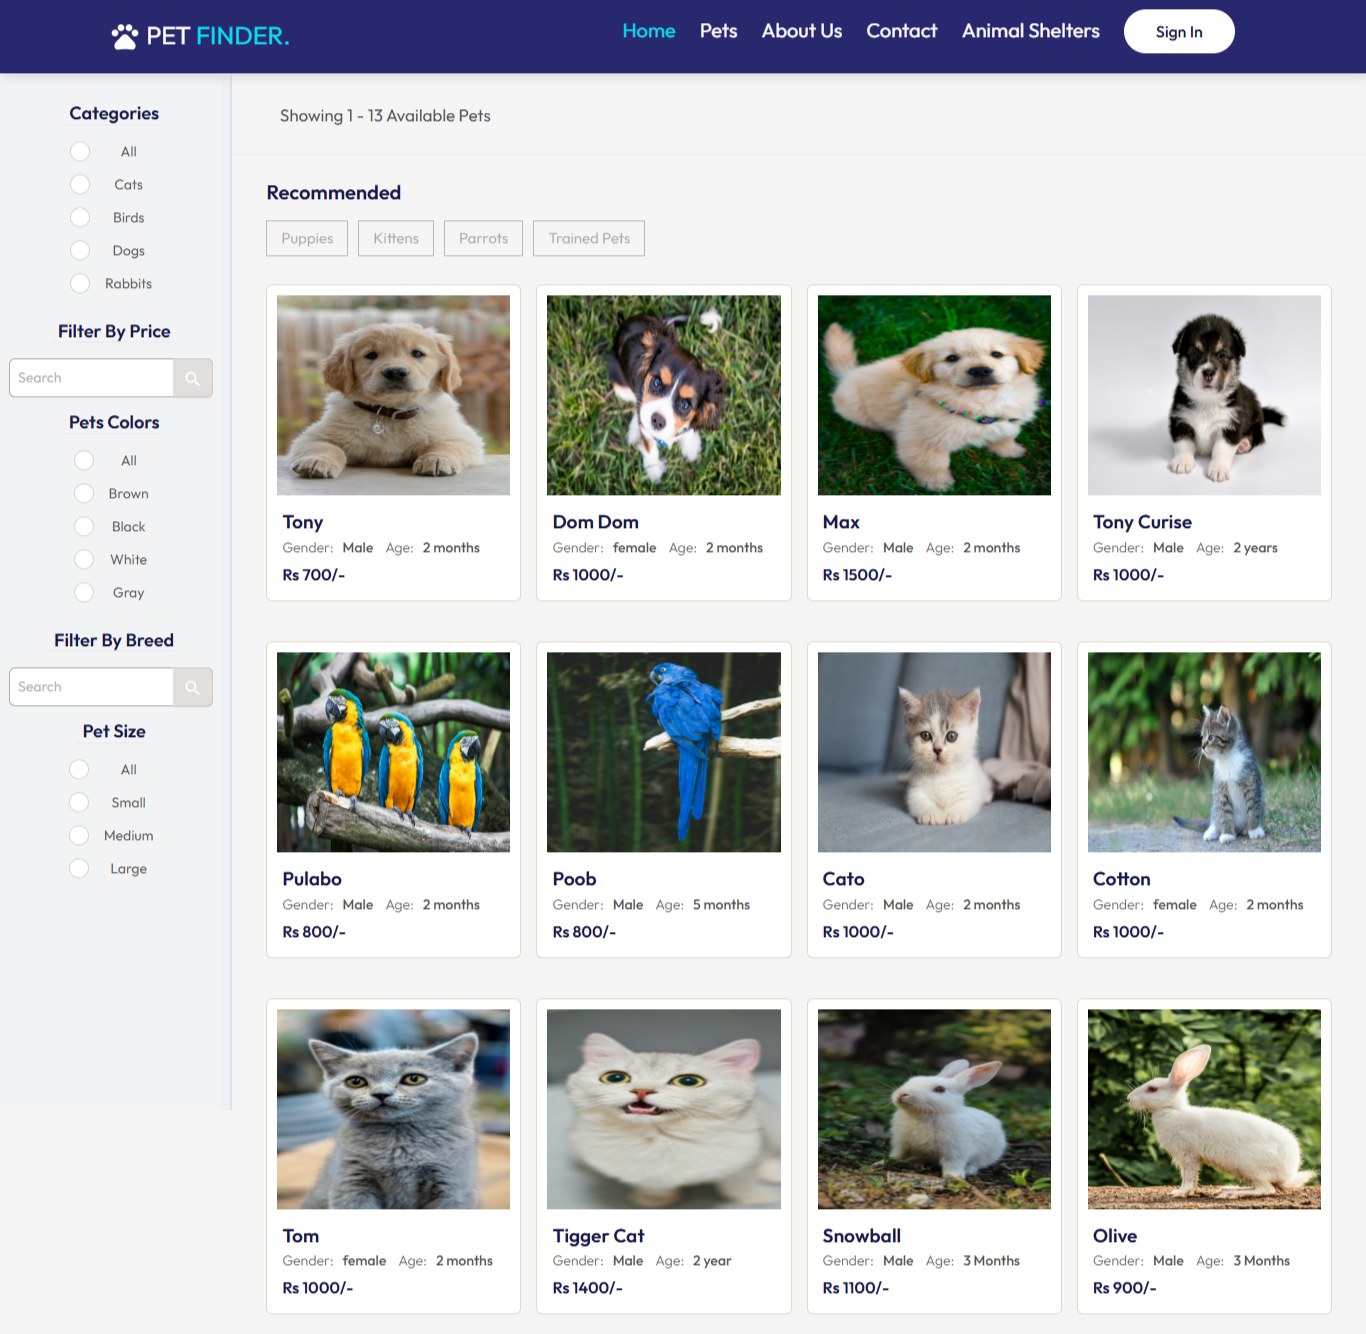 PET FINDER.
Home Pets About Us Contact Animal Shelters Sign In
Categories
All
Cats
Birds
Dogs
Rabbits
Filter By Price
Search
Pets Colors
All
Brown
Black
White
Gray
Filter By Breed
Search
Pet Size
All
Small
Medium
Large
Showing 1 - 13 Available Pets
Recommended
Puppies Kittens Parrots Trained Pets
Tony
Gender: Male Age: 2 months
Rs 700/-
Dom Dom
Gender: female Age: 2 months
Rs 1000/-
Max
Gender: Male Age: 2 months
Rs 1500/-
Tony Curise
Gender: Male Age: 2 years
Rs 1000/-
Pulabo
Gender: Male Age: 2 months
Rs 800/-
Poob
Gender: Male Age: 5 months
Rs 800/-
Cato
Gender: Male Age: 2 months
Rs 1000/-
Cotton
Gender: female Age: 2 months
Rs 1000/-
Tom
Gender: female Age: 2 months
Rs 1000/-
Tigger Cat
Gender: Male Age: 2 year
Rs 1400/-
Snowball
Gender: Male Age: 3 Months
Rs 1100/-
Olive
Gender: Male Age: 3 Months
Rs 900/-